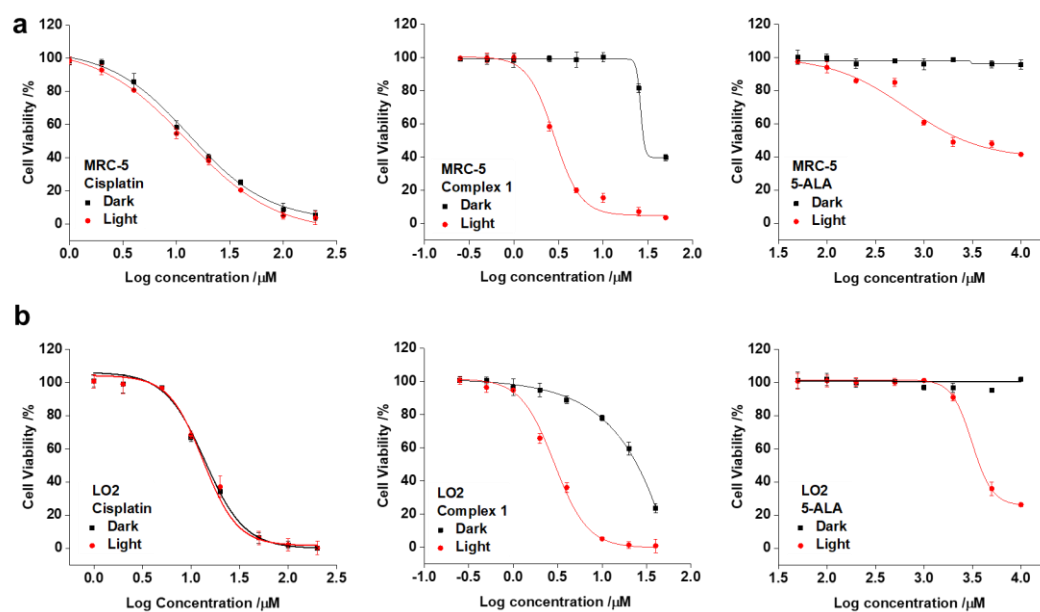 a
120
100
80
60
40
20
0
Cell Viability /%
MRC-5
Cisplatin
Dark
Light
0.0 0.5 1.0 1.5 2.0 2.5
Log concentration /μM
120
100
80
60
40
20
0
Cell Viability /%
MRC-5
Complex 1
Dark
Light
-1.0 -0.5 0.0 0.5 1.0 1.5 2.0
Log concentration /μM
120
100
80
60
40
20
0
Cell Viability /%
MRC-5
5-ALA
Dark
Light
1.5 2.0 2.5 3.0 3.5 4.0
Log concentration /μM
b
120
100
80
60
40
20
0
Cell Viability /%
LO2
Cisplatin
Dark
Light
0.0 0.5 1.0 1.5 2.0 2.5
Log Concentration /μM
120
100
80
60
40
20
0
Cell Viability /%
LO2
Complex 1
Dark
Light
-1.0 -0.5 0.0 0.5 1.0 1.5 2.0
Log concentration /μM
120
100
80
60
40
20
0
Cell Viability /%
LO2
5-ALA
Dark
Light
1.5 2.0 2.5 3.0 3.5 4.0
Log concentration /μM